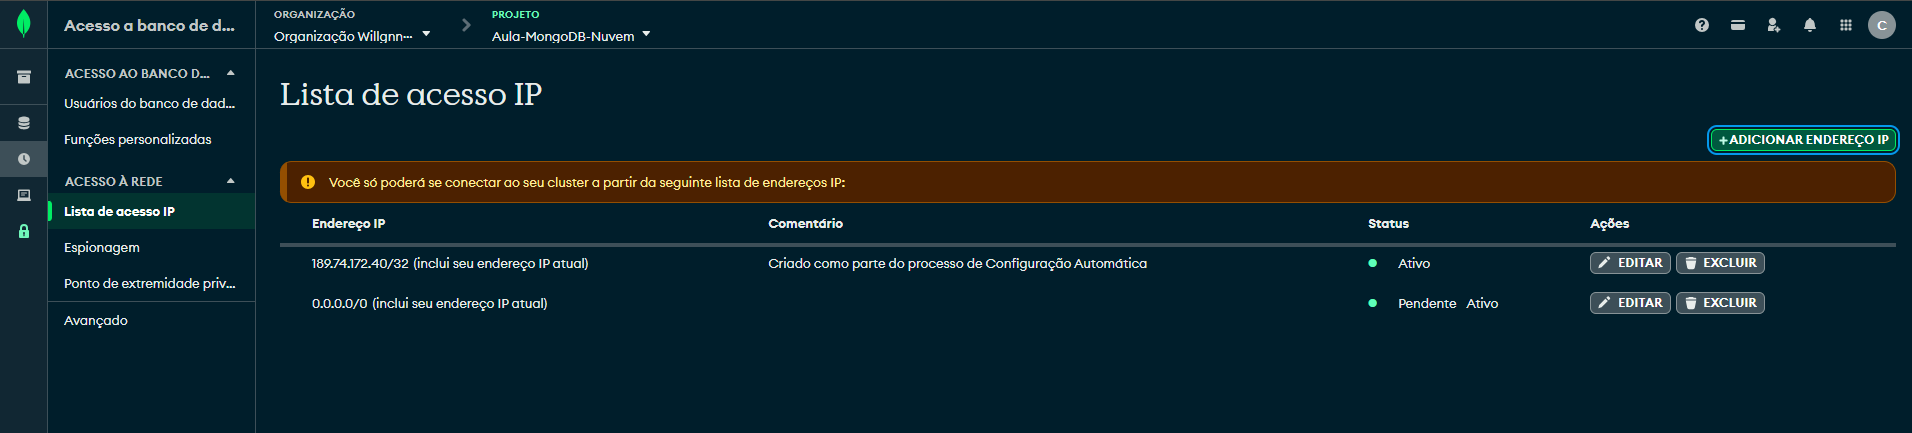 Acesso a banco de d...
ORGANIZAÇÃO
Organização Willgnn...
PROJETO
Aula-MongoDB-Nuvem
C
ACESSO AO BANCO D...
Usuários do banco de dad...
Funções personalizadas
ACESSO À REDE
Lista de acesso IP
Espionagem
Ponto de extremidade priv...
Avançado
Lista de acesso IP
+ADICIONAR ENDEREÇO IP
Você só poderá se conectar ao seu cluster a partir da seguinte lista de endereços IP:
Endereço IP Comentário Status Ações
189.74.172.40/32 (inclui seu endereço IP atual) Criado como parte do processo de Configuração Automática Ativo EDITAR EXCLUIR
0.0.0.0/0 (inclui seu endereço IP atual) Pendente Ativo EDITAR EXCLUIR